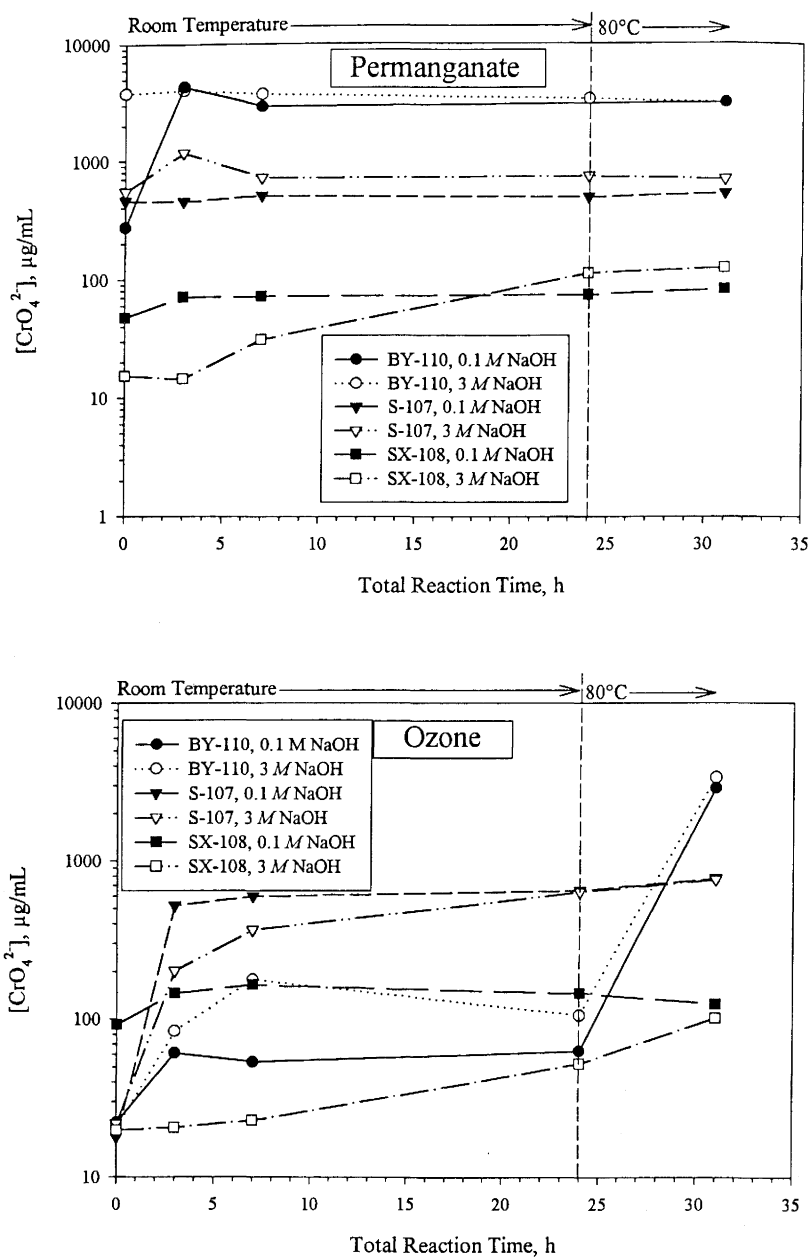 Room Temperature
80°C
Permanganate
10000
1000
100
10
1
[CrO₄²⁻], µg/mL
BY-110, 0.1 M NaOH
BY-110, 3 M NaOH
S-107, 0.1 M NaOH
S-107, 3 M NaOH
SX-108, 0.1 M NaOH
SX-108, 3 M NaOH
0 5 10 15 20 25 30 35
Total Reaction Time, h
Room Temperature
80°C
Ozone
BY-110, 0.1 M NaOH
BY-110, 3 M NaOH
S-107, 0.1 M NaOH
S-107, 3 M NaOH
SX-108, 0.1 M NaOH
SX-108, 3 M NaOH
10000
1000
100
10
[CrO₄²⁻], µg/mL
0 5 10 15 20 25 30 35
Total Reaction Time, h